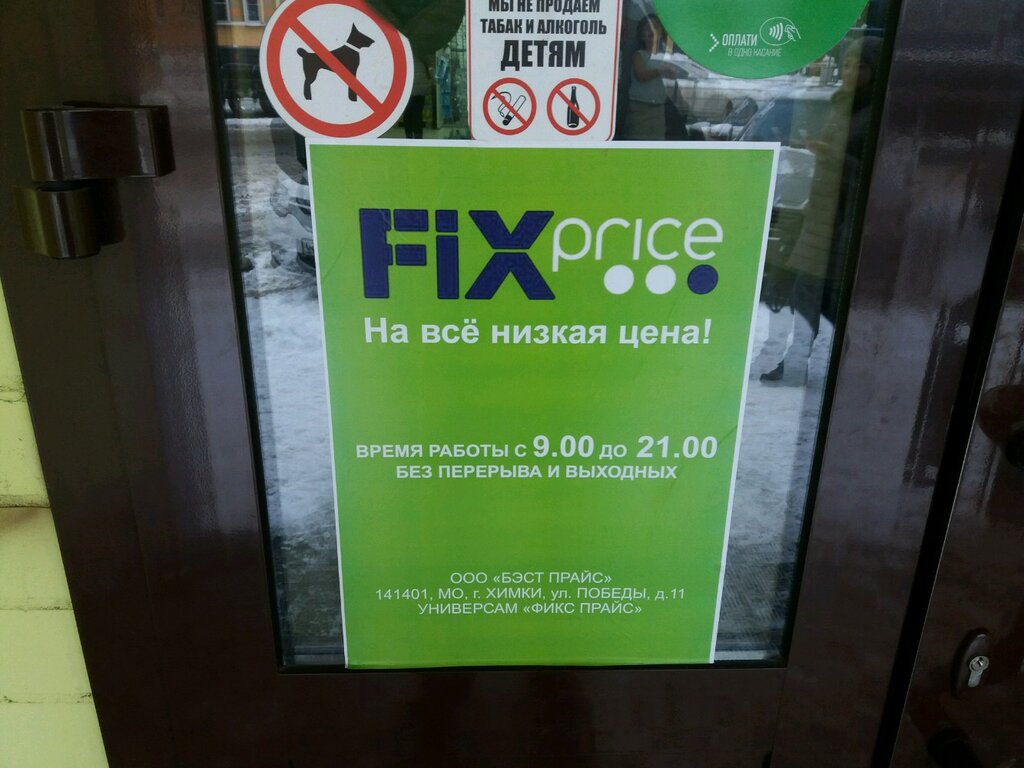 МЫ НЕ ПРОДАЕМ
ТАБАК И АЛКОГОЛЬ
ДЕТЯМ
ОПЛАТИ
В ОДНО КАСАНИЕ
FiX price
На всё низкая цена!
ВРЕМЯ РАБОТЫ С 9.00 ДО 21.00
БЕЗ ПЕРЕРЫВА И ВЫХОДНЫХ
ООО «БЭСТ ПРАЙС»
141401, МО, г. ХИМКИ, ул. ПОБЕДЫ, д.11
УНИВЕРСАМ «ФИКС ПРАЙС»